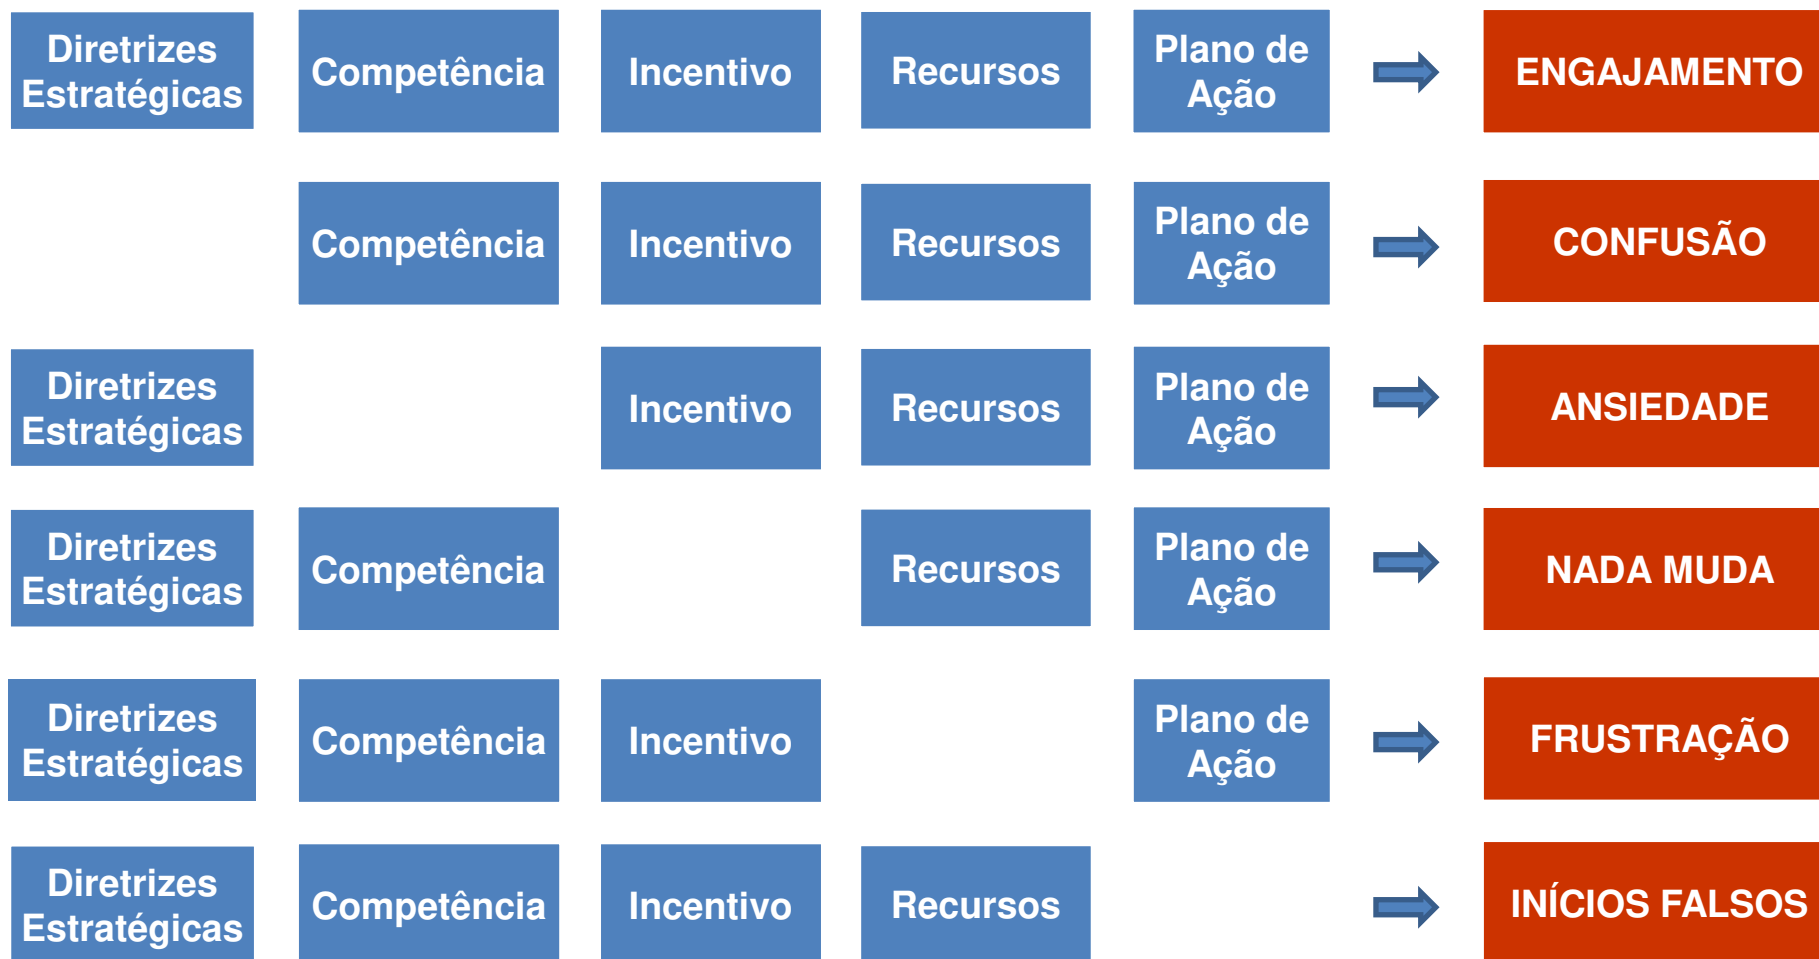 Diretrizes
Estratégicas
Competência
Incentivo
Recursos
Plano de
Ação
ENGAJAMENTO
Competência
Incentivo
Recursos
Plano de
Ação
CONFUSÃO
Diretrizes
Estratégicas
Incentivo
Recursos
Plano de
Ação
ANSIEDADE
Diretrizes
Estratégicas
Competência
Recursos
Plano de
Ação
NADA MUDA
Diretrizes
Estratégicas
Competência
Incentivo
Plano de
Ação
FRUSTRAÇÃO
Diretrizes
Estratégicas
Competência
Incentivo
Recursos
INÍCIOS FALSOS